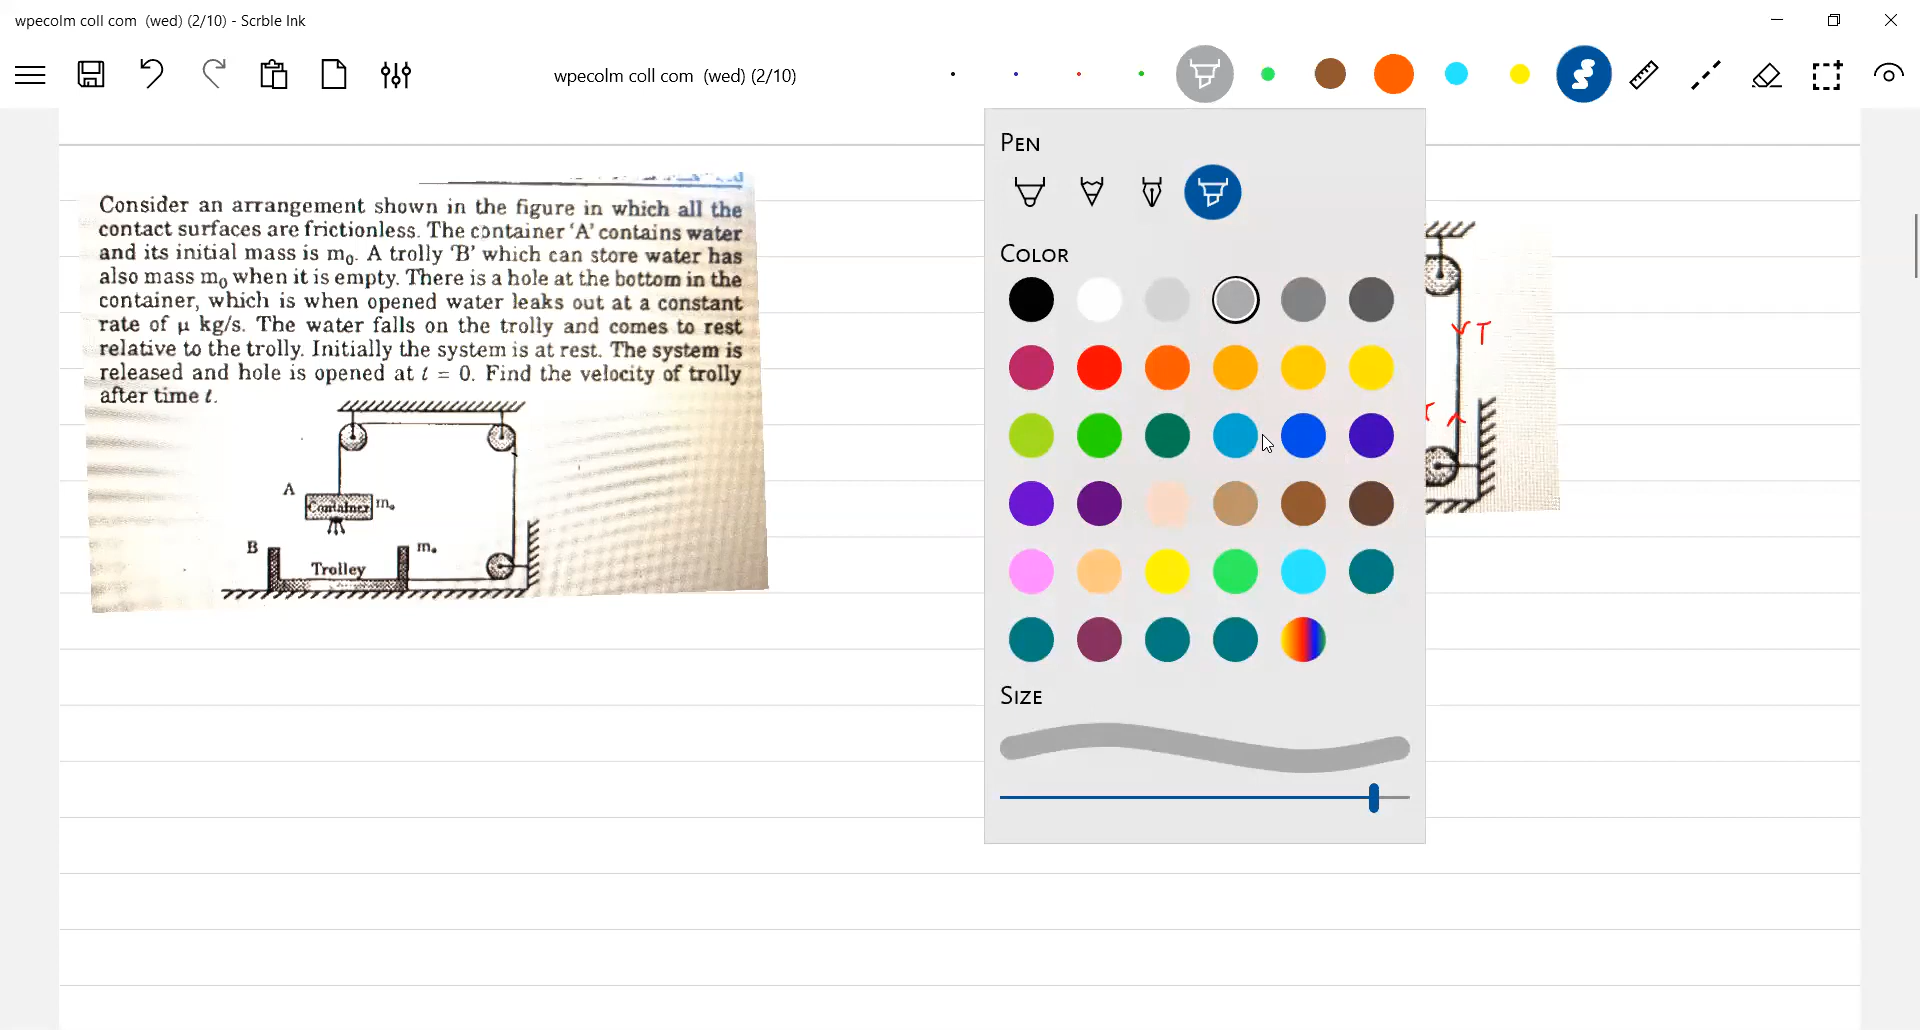 wpecolm coll com (wed) (2/10) - Scrble Ink
wpecolm coll com (wed) (2/10)
Consider an arrangement shown in the figure in which all the
contact surfaces are frictionless. The container 'A' contains water
and its initial mass is m₀. A trolly 'B' which can store water has
also mass m₀ when it is empty. There is a hole at the bottom in the
container, which is when opened water leaks out at a constant
rate of μ kg/s. The water falls on the trolly and comes to rest
relative to the trolly. Initially the system is at rest. The system is
released and hole is opened at t = 0. Find the velocity of trolly
after time t.
A
Container m₀
B
m₀
Trolley
PEN
COLOR
SIZE
T